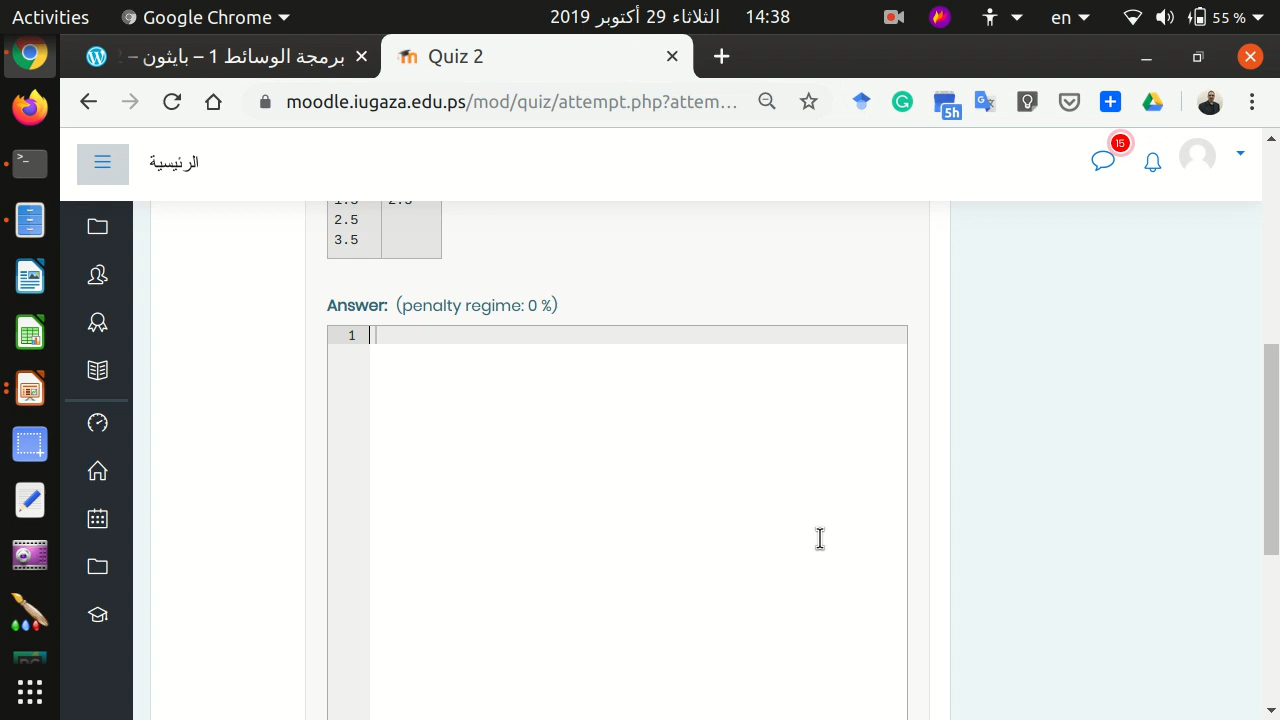 Activities
Google Chrome
الثلاثاء 29 أكتوبر 2019
14:38
en
55 %
برمجة الوسائط 1 – بايثون –
Quiz 2
moodle.iugaza.edu.ps/mod/quiz/attempt.php?attem...
5h
الرئيسية
15
2.5
3.5
Answer: (penalty regime: 0 %)
1